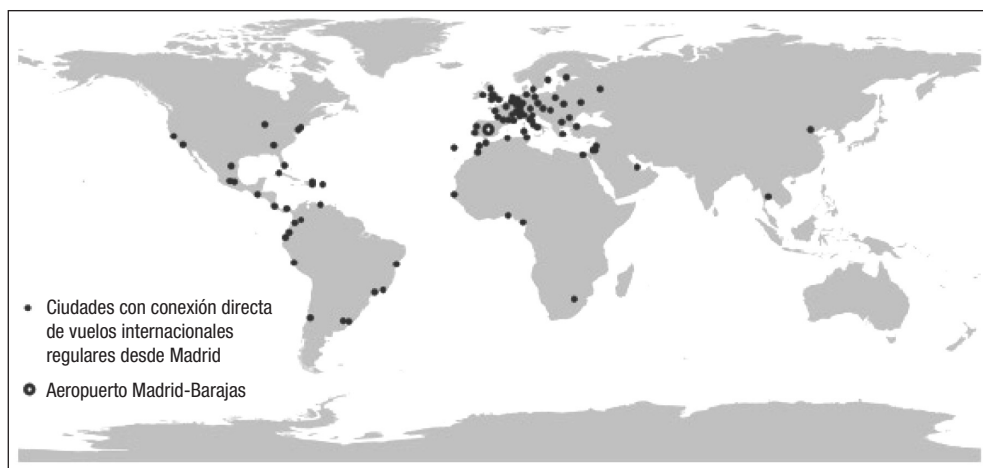 Ciudades con conexión directa
de vuelos internacionales
regulares desde Madrid
Aeropuerto Madrid-Barajas